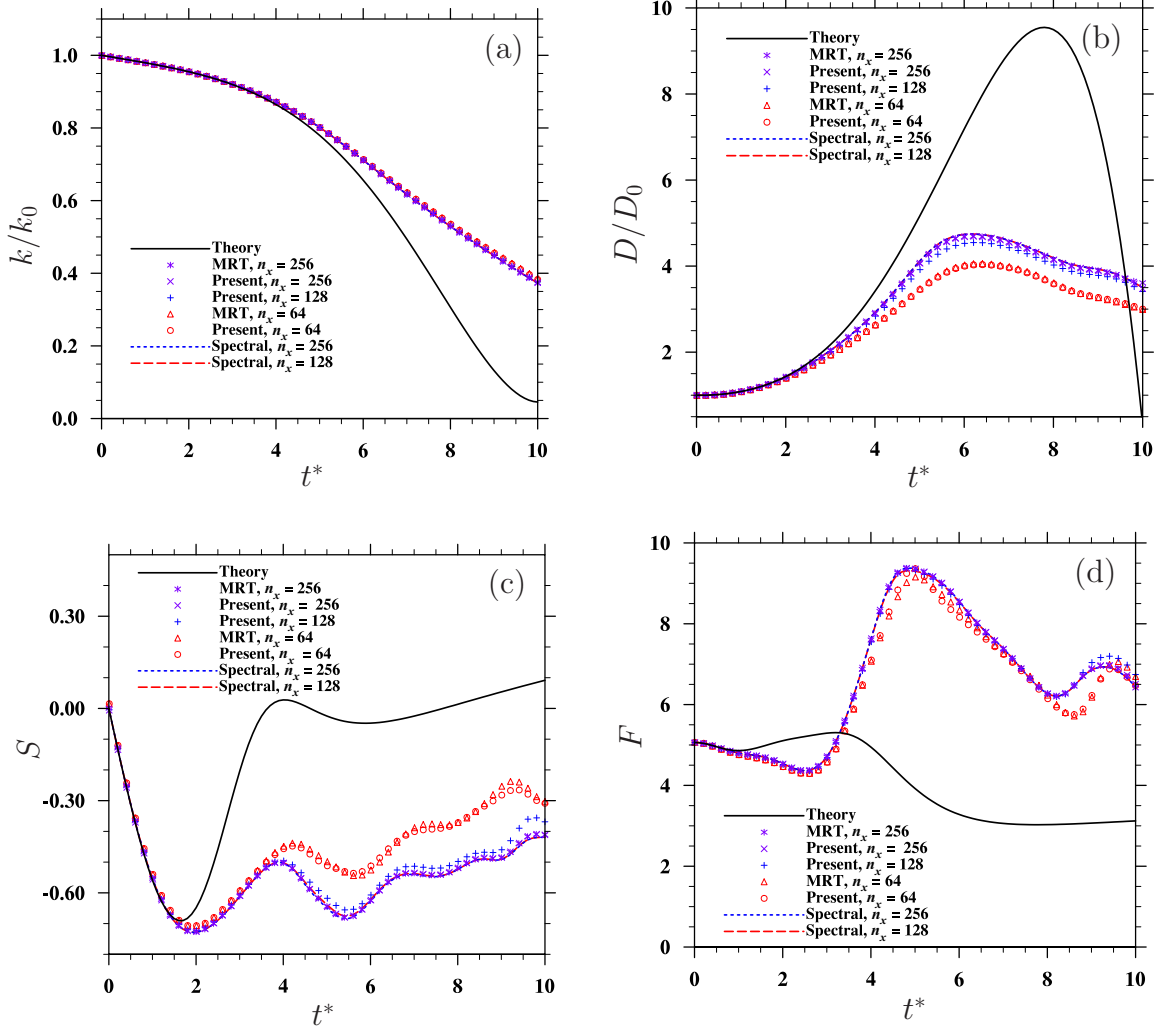 (a)
1.0
0.8
0.6
0.4
0.2
0.0
k/k0
Theory
MRT, nx = 256
Present, nx = 256
Present, nx = 128
MRT, nx = 64
Present, nx = 64
Spectral, nx = 256
Spectral, nx = 128
0 2 4 6 8 10
t*
(b)
10
8
6
4
2
D/D0
Theory
MRT, nx = 256
Present, nx = 256
Present, nx = 128
MRT, nx = 64
Present, nx = 64
Spectral, nx = 256
Spectral, nx = 128
0 2 4 6 8 10
t*
(c)
0.30
0.00
-0.30
-0.60
S
Theory
MRT, nx = 256
Present, nx = 256
Present, nx = 128
MRT, nx = 64
Present, nx = 64
Spectral, nx = 256
Spectral, nx = 128
0 2 4 6 8 10
t*
(d)
10
8
6
4
2
0
F
Theory
MRT, nx = 256
Present, nx = 256
Present, nx = 128
MRT, nx = 64
Present, nx = 64
Spectral, nx = 256
Spectral, nx = 128
0 2 4 6 8 10
t*